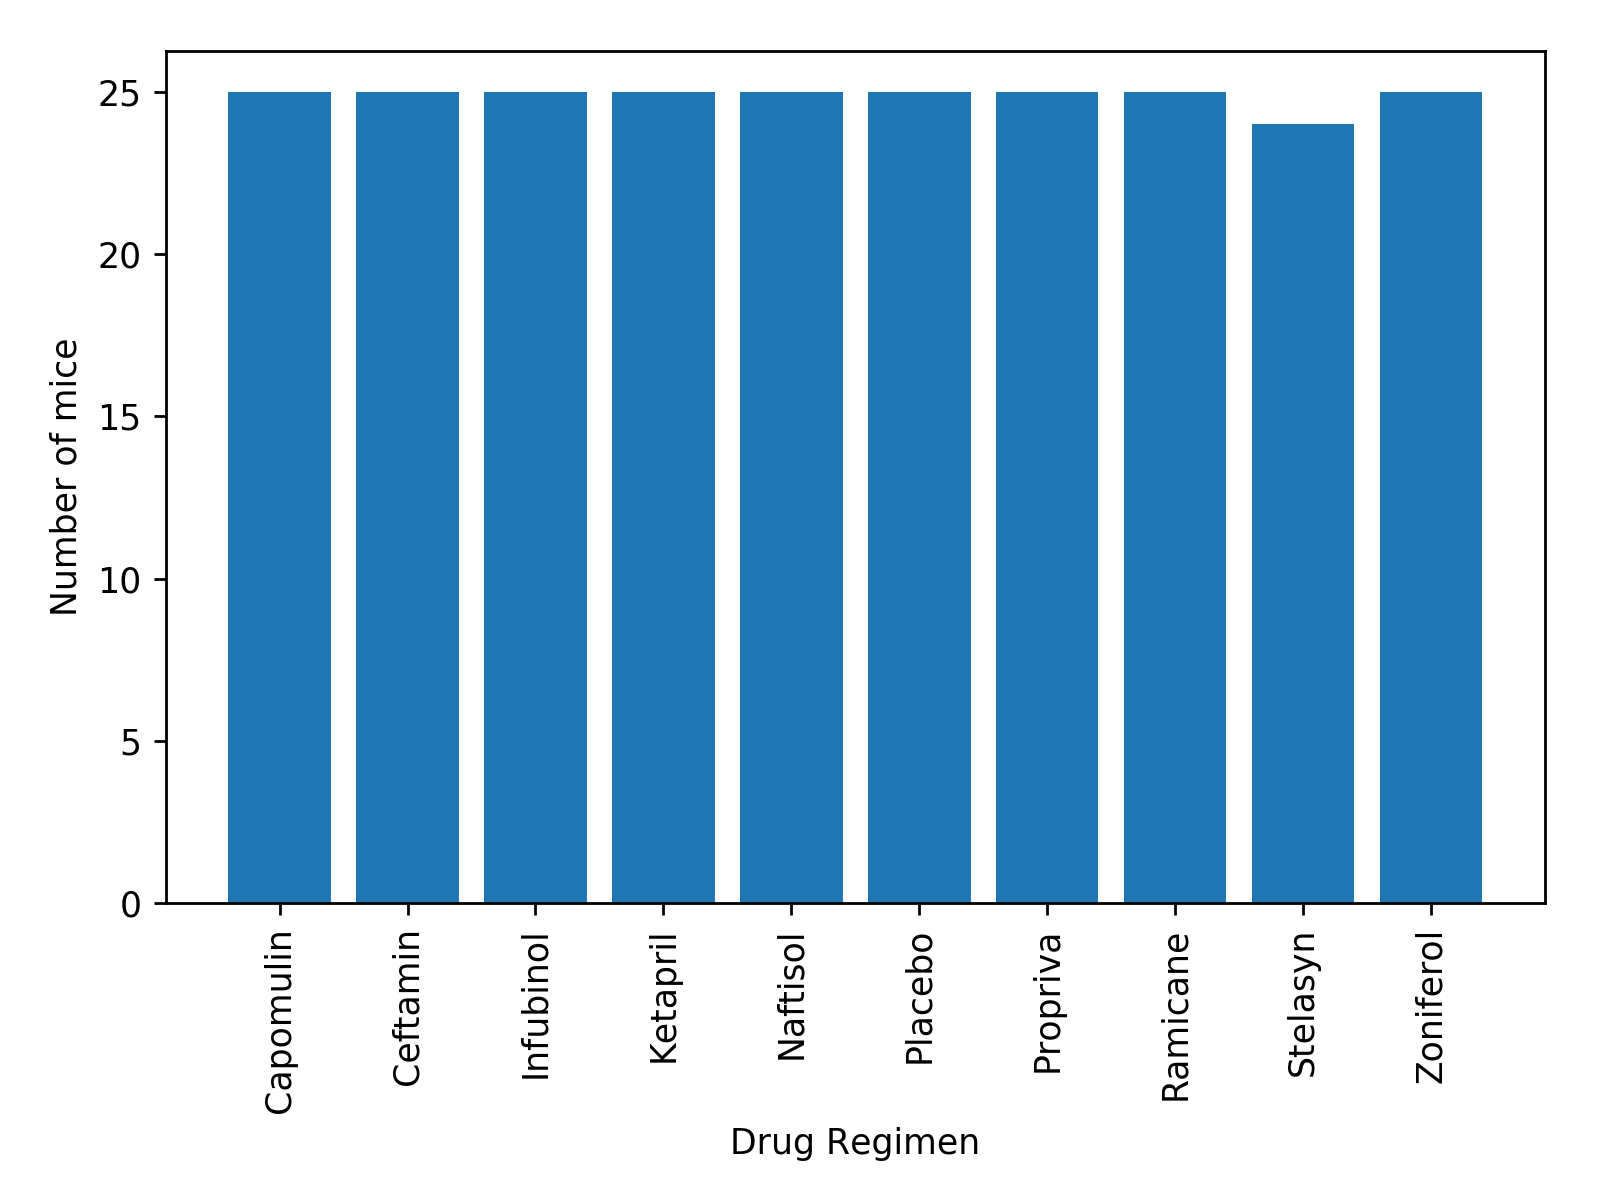 25
20
15
10
5
0
Number of mice
Capomulin
Ceftamin
Infubinol
Ketapril
Naftisol
Placebo
Propriva
Ramicane
Stelasyn
Zoniferol
Drug Regimen